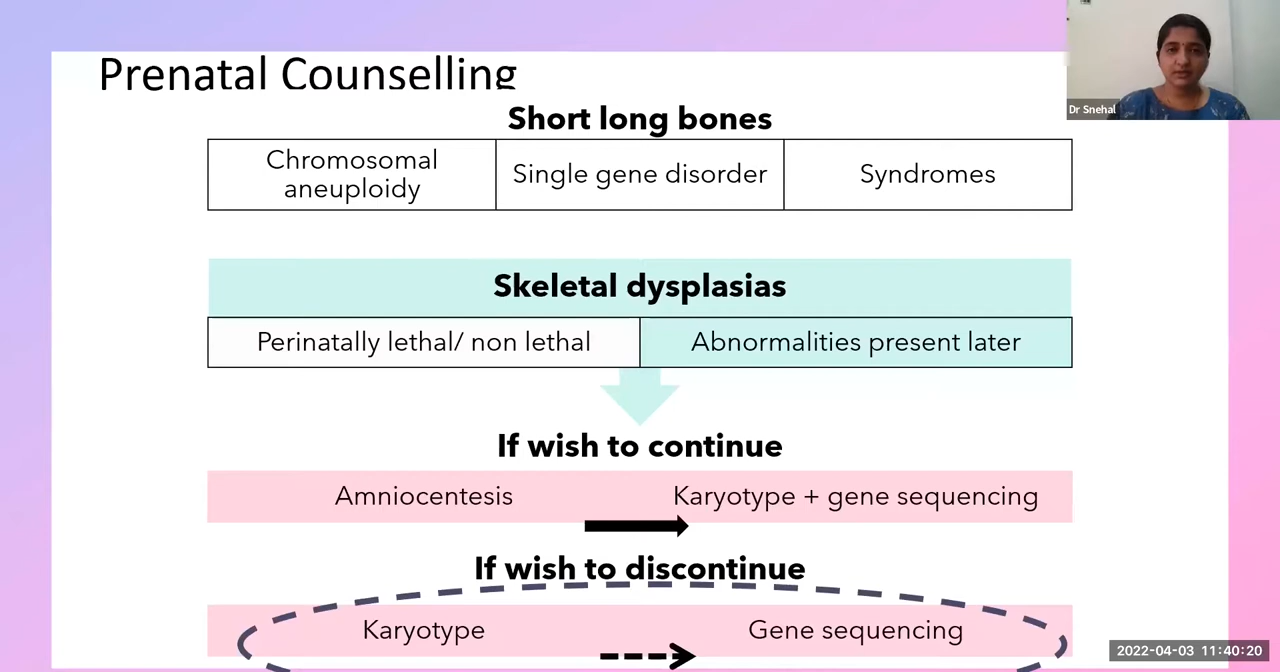 Prenatal Counselling
Dr Snehal
Short long bones
Chromosomal
aneuploidy
Single gene disorder
Syndromes
Skeletal dysplasias
Perinatally lethal/ non lethal
Abnormalities present later
If wish to continue
Amniocentesis
Karyotype + gene sequencing
If wish to discontinue
Karyotype
Gene sequencing
2022-04-03 11:40:20